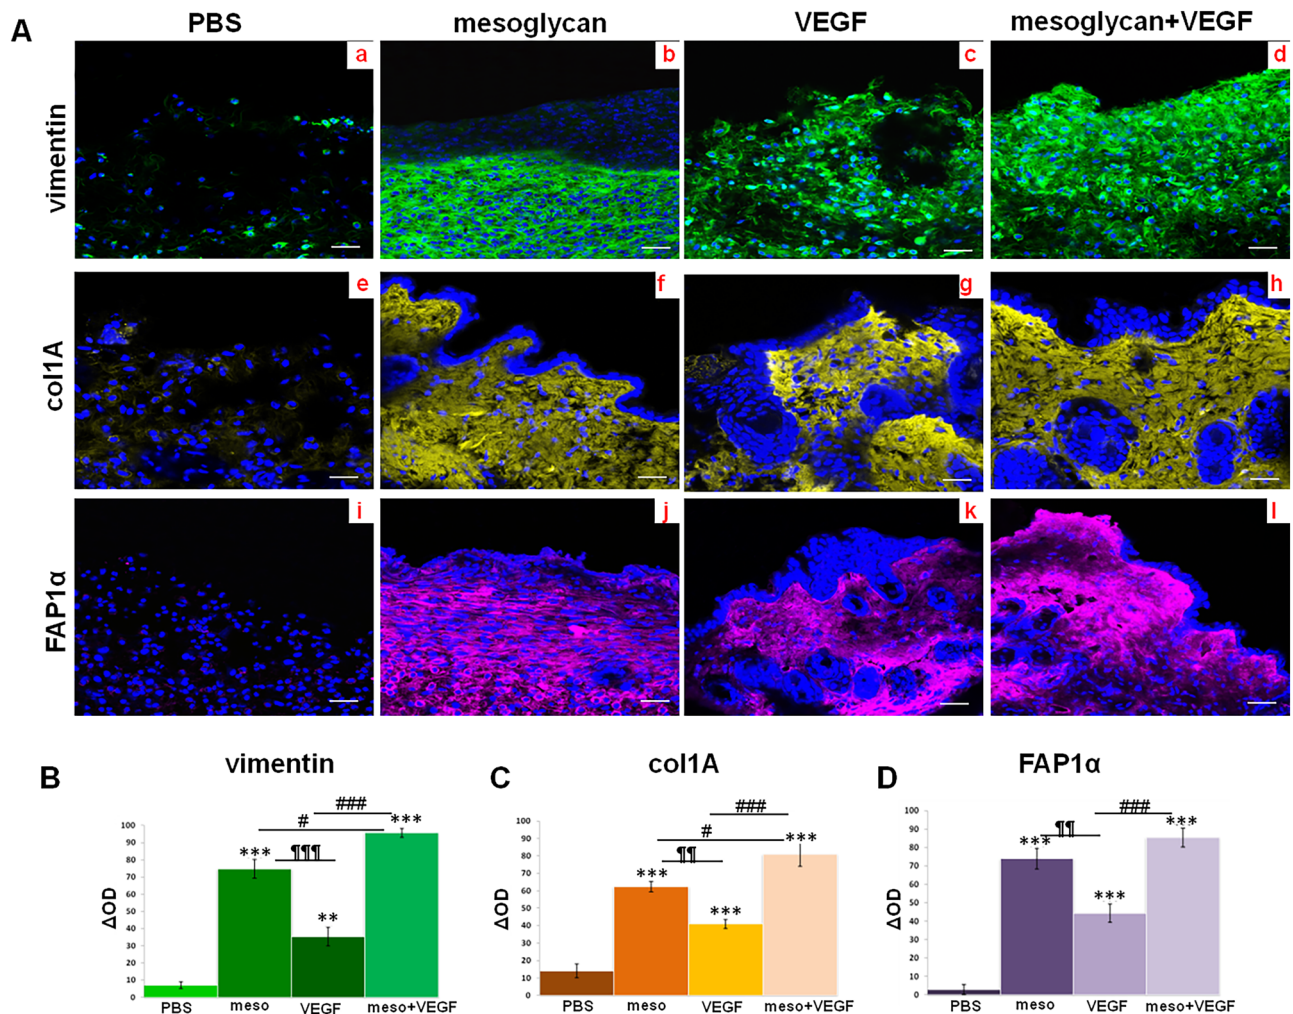 A
PBS mesoglycan VEGF mesoglycan+VEGF
vimentin
a b c d
col1A
e f g h
FAP1α
i j k l
B vimentin
###
# ***
*** ¶¶¶
**
ΔOD
100
90
80
70
60
50
40
30
20
10
0
PBS meso VEGF meso+VEGF
C col1A
###
# ***
¶¶
*** ***
ΔOD
100
90
80
70
60
50
40
30
20
10
0
PBS meso VEGF meso+VEGF
D FAP1α
###
¶¶ ***
***
***
ΔOD
100
90
80
70
60
50
40
30
20
10
0
PBS meso VEGF meso+VEGF